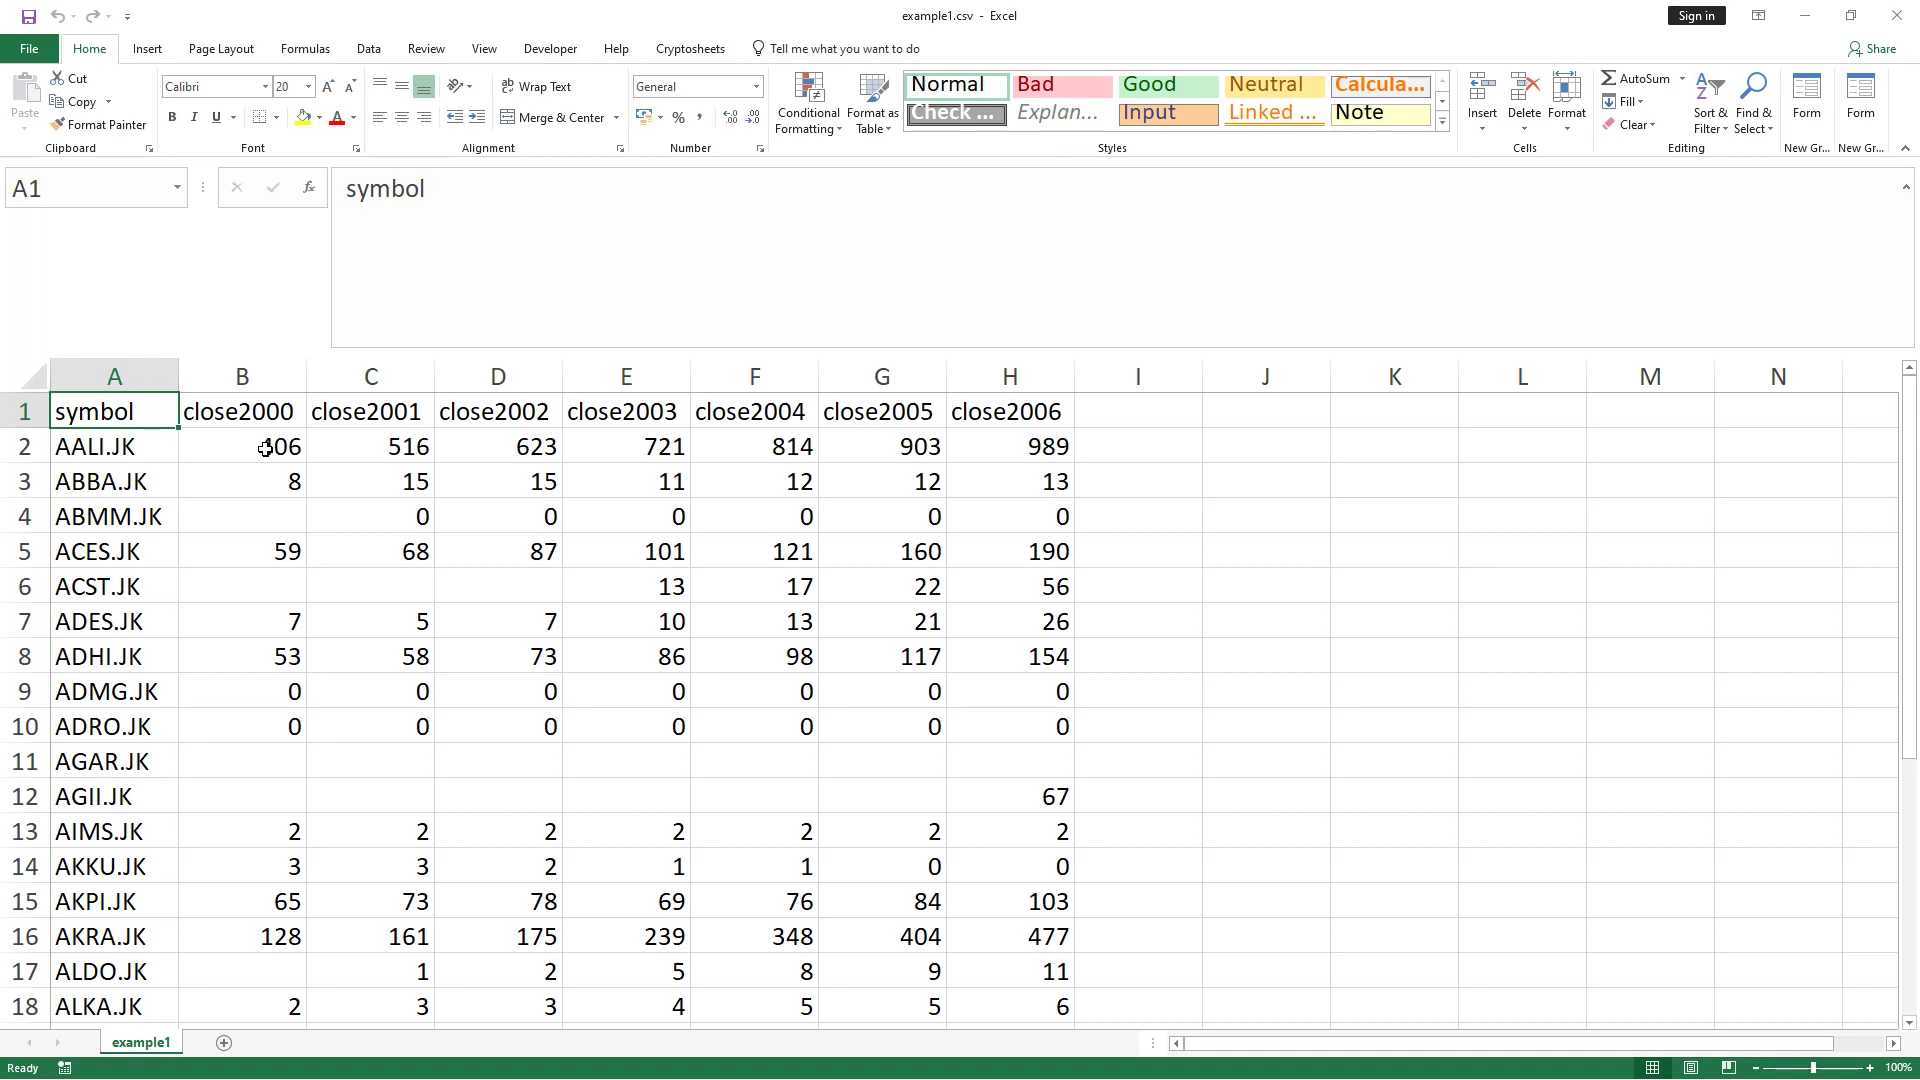 example1.csv - Excel
Sign in
File Home Insert Page Layout Formulas Data Review View Developer Help Cryptosheets Tell me what you want to do Share
Paste
Cut
Copy
Format Painter
Clipboard
Calibri 20
B I U
Font
Wrap Text
Merge & Center
Alignment
General
%
Number
Conditional Formatting
Format as Table
Normal Bad Good Neutral Calcula...
Check ... Explan... Input Linked ... Note
Styles
Insert Delete Format
Cells
AutoSum
Fill
Clear
Sort & Filter
Find & Select
Editing
Form
New Gr...
Form
New Gr...
A1 fx symbol
A B C D E F G H I J K L M N
1 symbol close2000 close2001 close2002 close2003 close2004 close2005 close2006
2 AALI.JK 516 623 721 814 903 989
3 ABBA.JK 8 15 15 11 12 12 13
4 ABMM.JK 0 0 0 0 0 0
5 ACES.JK 59 68 87 101 121 160 190
6 ACST.JK 13 17 22 56
7 ADES.JK 7 5 7 10 13 21 26
8 ADHI.JK 53 58 73 86 98 117 154
9 ADMG.JK 0 0 0 0 0 0 0
10 ADRO.JK 0 0 0 0 0 0 0
11 AGAR.JK
12 AGII.JK 67
13 AIMS.JK 2 2 2 2 2 2 2
14 AKKU.JK 3 3 2 1 1 0 0
15 AKPI.JK 65 73 78 69 76 84 103
16 AKRA.JK 128 161 175 239 348 404 477
17 ALDO.JK 1 2 5 8 9 11
18 ALKA.JK 2 3 3 4 5 5 6
example1
Ready
100%